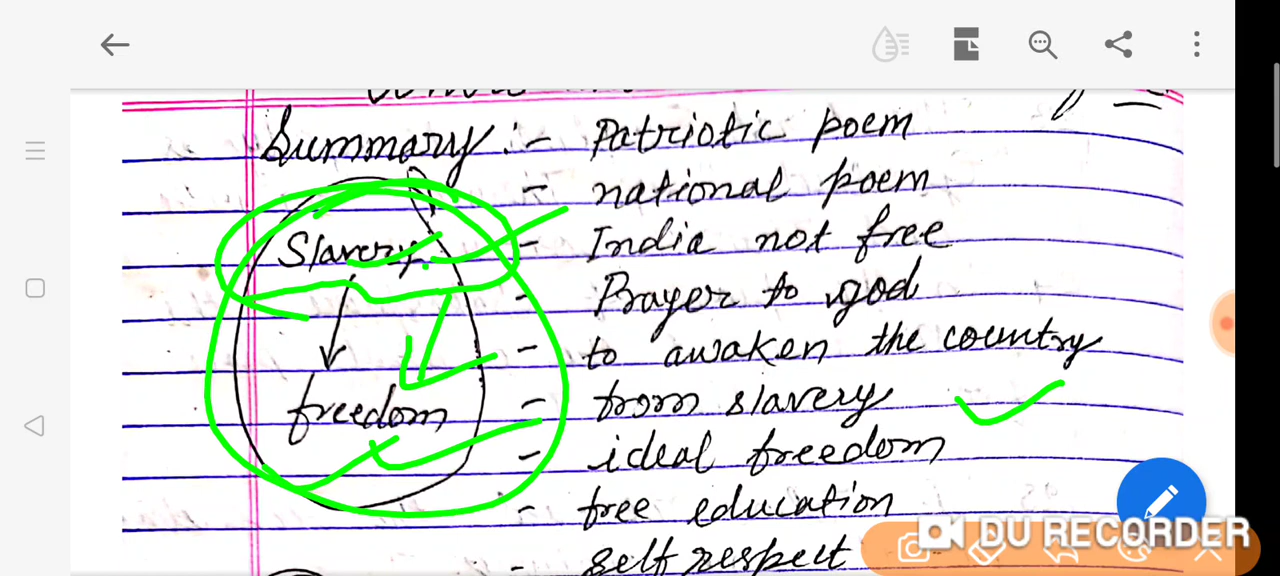 Summary :- Patriotic poem
- national poem
Slavery. - India not free
- Prayer to god
- to awaken the country
freedom - from slavery
- ideal freedom
- free education
- self respect
DU RECORDER